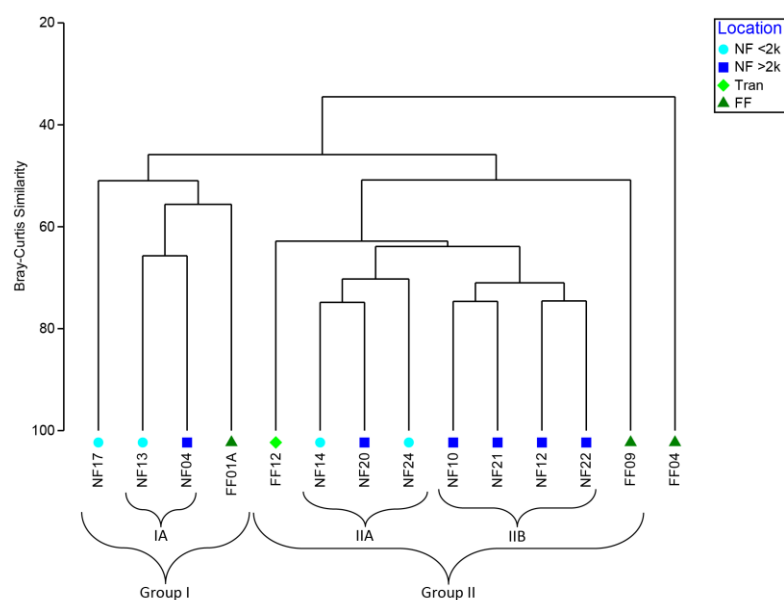 20
40
60
80
100
Bray-Curtis Similarity
Location
NF <2k
NF >2k
Tran
FF
NF17
NF13
NF04
FF01A
FF12
NF14
NF20
NF24
NF10
NF21
NF12
NF22
FF09
FF04
IA
IIA
IIB
Group I
Group II